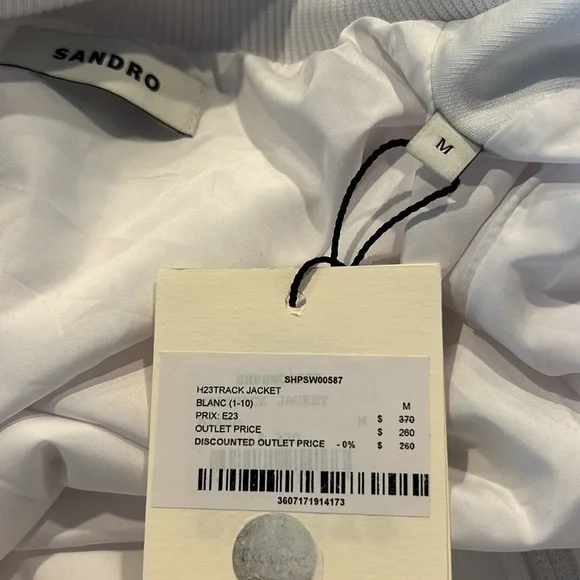 SANDRO
M
SHPSW00587
H23TRACK JACKET
BLANC (1-10) M
PRIX: E23 $ 370
OUTLET PRICE $ 260
DISCOUNTED OUTLET PRICE - 0% $ 260
3607171914173